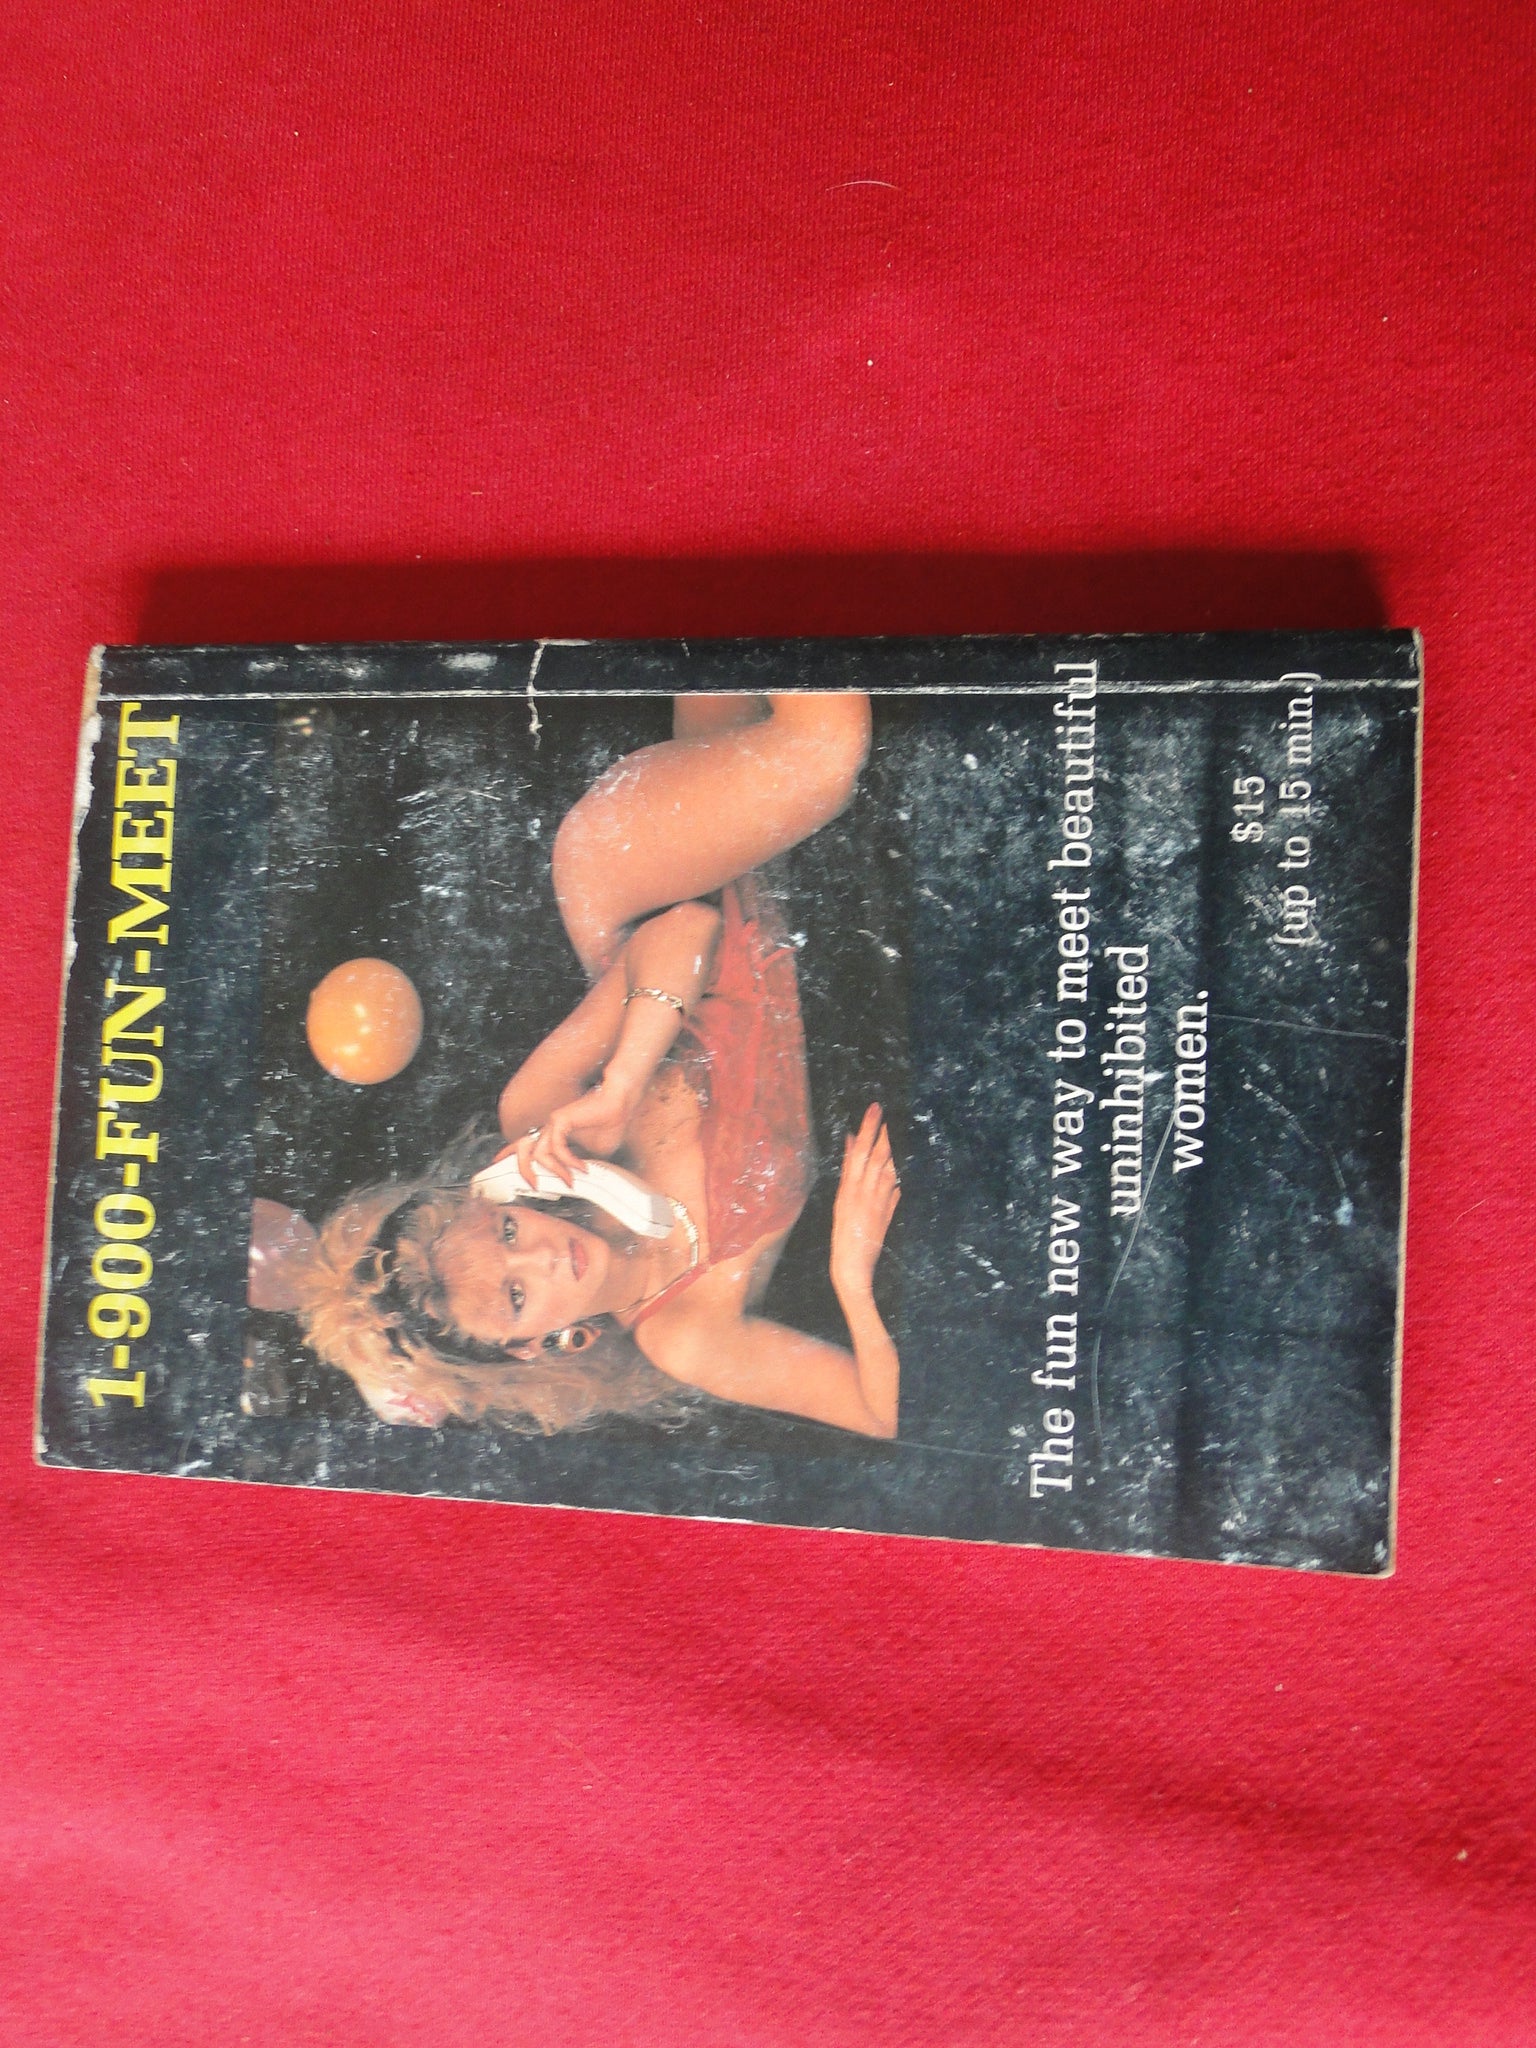 1-900-FUN-MEET
The fun new way to meet beautiful
uninhibited
women.
$15
(up to 15 min.)